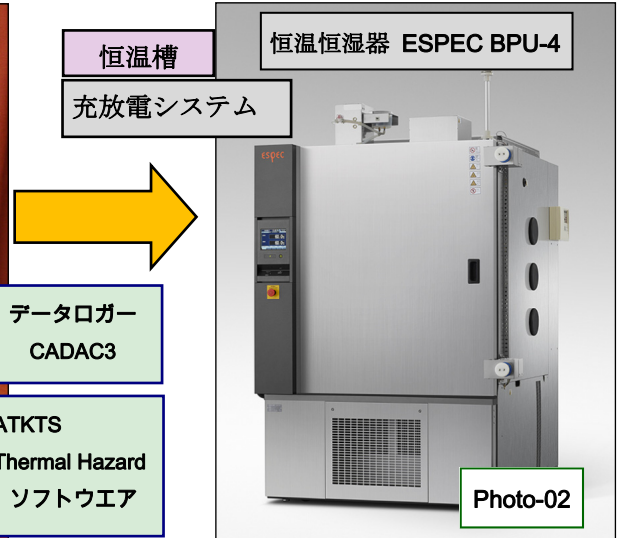 恒温槽
充放電システム
恒温恒湿器 ESPEC BPU-4
ESPEC
データロガー
CADAC3
ATKTS
Thermal Hazard
ソフトウエア
Photo-02